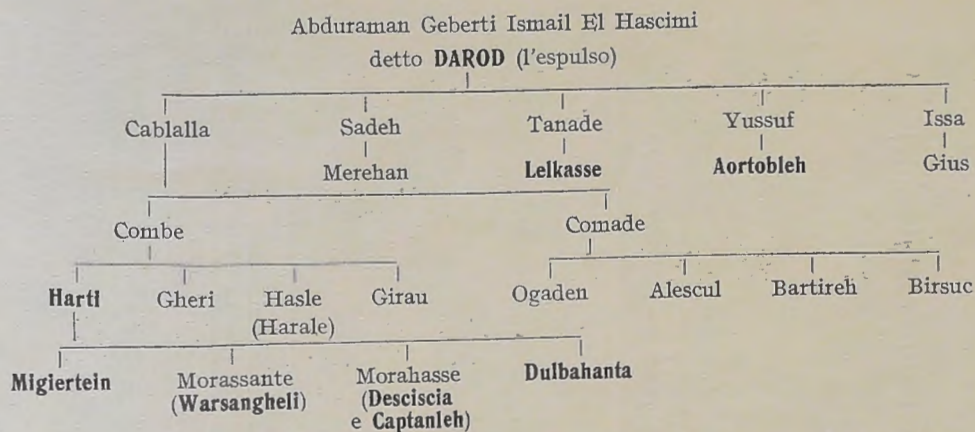 Abduraman Geberti Ismail El Hascimi
detto DAROD (l'espulso)
Cablalla Sadeh Tanade Yussuf Issa
Merehan Lelkasse Aortobleh Gius
Combe Comade
Harti Gheri Hasle Girau Ogaden Alescul Bartireh Birsuc
(Harale)
Migiertein Morassante Morahasse Dulbahanta
(Warsangheli) (Desciscia
e Captanleh)